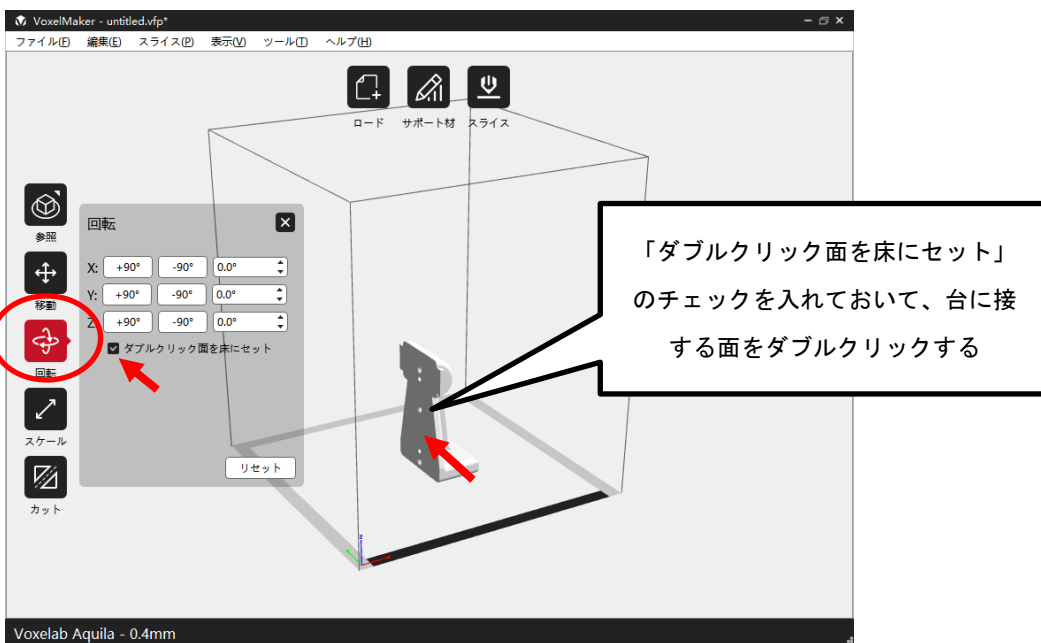 VoxelMaker - untitled.vfp*
ファイル(F) 編集(E) スライス(P) 表示(V) ツール(T) ヘルプ(H)
ロード サポート材 スライス
参照
移動
回転
スケール
カット
回転
X: +90° -90° 0.0°
Y: +90° -90° 0.0°
Z +90° -90° 0.0°
ダブルクリック面を床にセット
リセット
「ダブルクリック面を床にセット」
のチェックを入れておいて、台に接
する面をダブルクリックする
z
Voxelab Aquila - 0.4mm